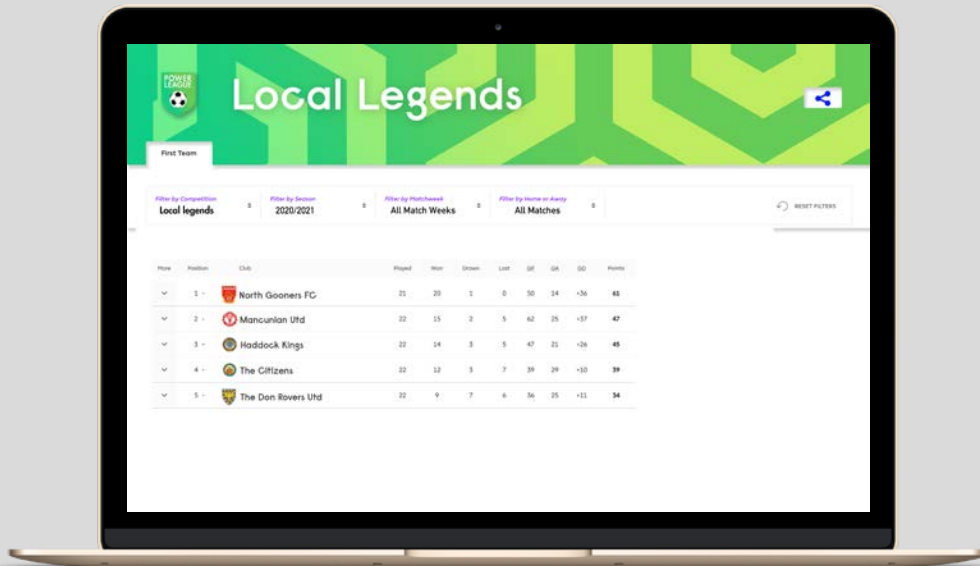 POWER
LEAGUE
Local Legends
First Team
Filter by Competition
Local legends
Filter by Season
2020/2021
Filter by Matchweek
All Match Weeks
Filter by Home or Away
All Matches
RESET FILTERS
More Position Club Played Won Drawn Lost GF GA GD Points
1 North Gooners FC 21 20 1 0 50 14 +36 61
2 Mancunian Utd 22 15 2 5 62 25 +37 47
3 Haddock Kings 22 14 3 5 47 21 +26 45
4 The Citizens 22 12 3 7 39 29 +10 39
5 The Don Rovers Utd 22 9 7 6 36 25 +11 34